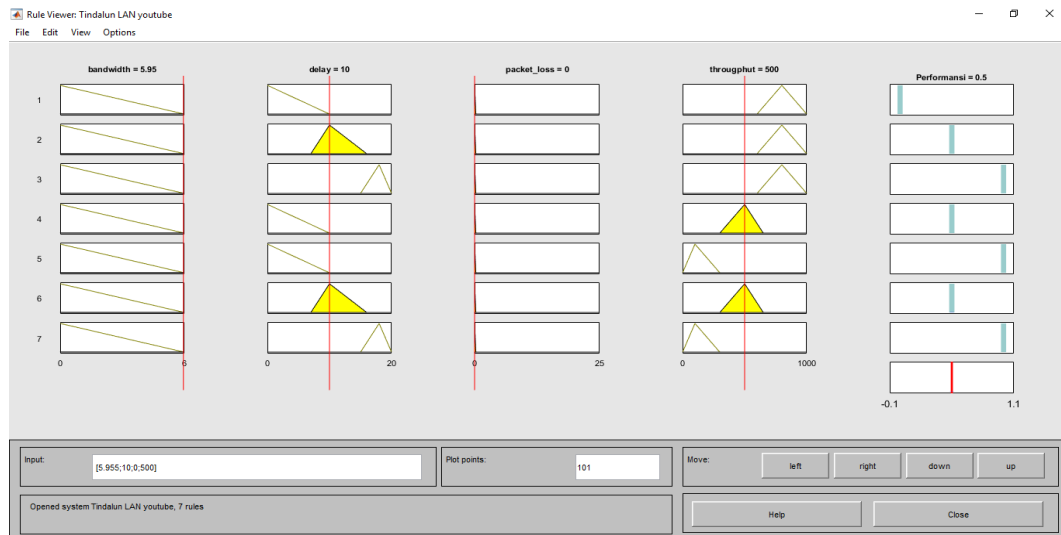 Rule Viewer: Tindalun LAN youtube
File Edit View Options
bandwidth = 5.95 delay = 10 packet_loss = 0 througphut = 500 Performansi = 0.5
1
2
3
4
5
6
7
0 6 0 20 0 25 0 1000
-0.1 1.1
Input: [5.955;10;0;500] Plot points: 101 Move: left right down up
Opened system Tindalun LAN youtube, 7 rules Help Close